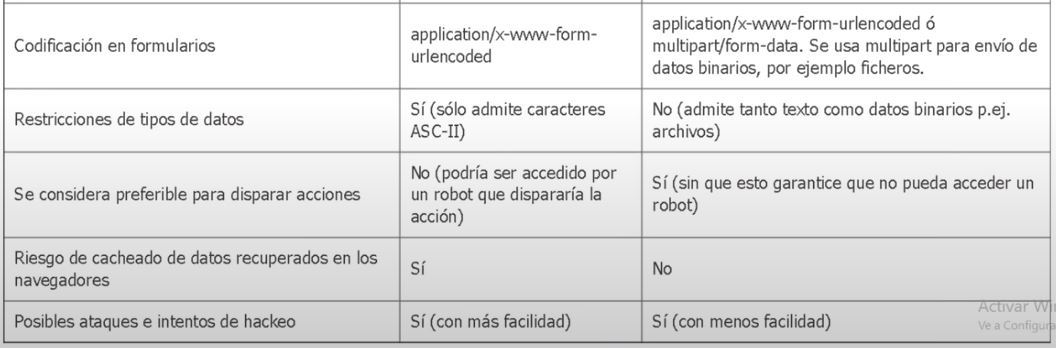 Codificación en formularios
application/x-www-form-
urlencoded
application/x-www-form-urlencoded ó
multipart/form-data. Se usa multipart para envío de
datos binarios, por ejemplo ficheros.
Restricciones de tipos de datos
Sí (sólo admite caracteres
ASC-II)
No (admite tanto texto como datos binarios p.ej.
archivos)
Se considera preferible para disparar acciones
No (podría ser accedido por
un robot que dispararía la
acción)
Sí (sin que esto garantice que no pueda acceder un
robot)
Riesgo de cacheado de datos recuperados en los
navegadores
Sí
No
Posibles ataques e intentos de hackeo
Sí (con más facilidad)
Sí (con menos facilidad)
Activar Wi
Ve a Configura